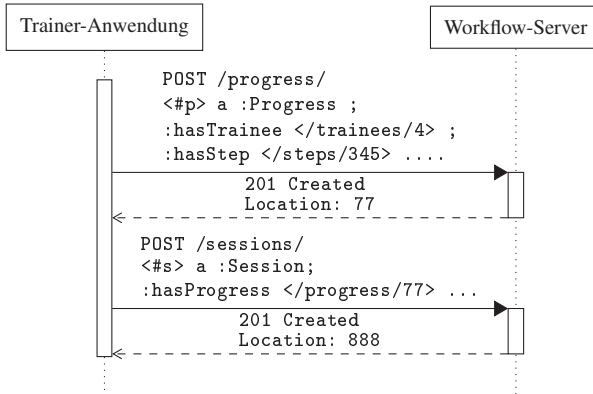 Trainer-Anwendung
Workflow-Server
POST /progress/
<#p> a :Progress ;
:hasTrainee </trainees/4> ;
:hasStep </steps/345> ....
201 Created
Location: 77
POST /sessions/
<#s> a :Session;
:hasProgress </progress/77> ...
201 Created
Location: 888